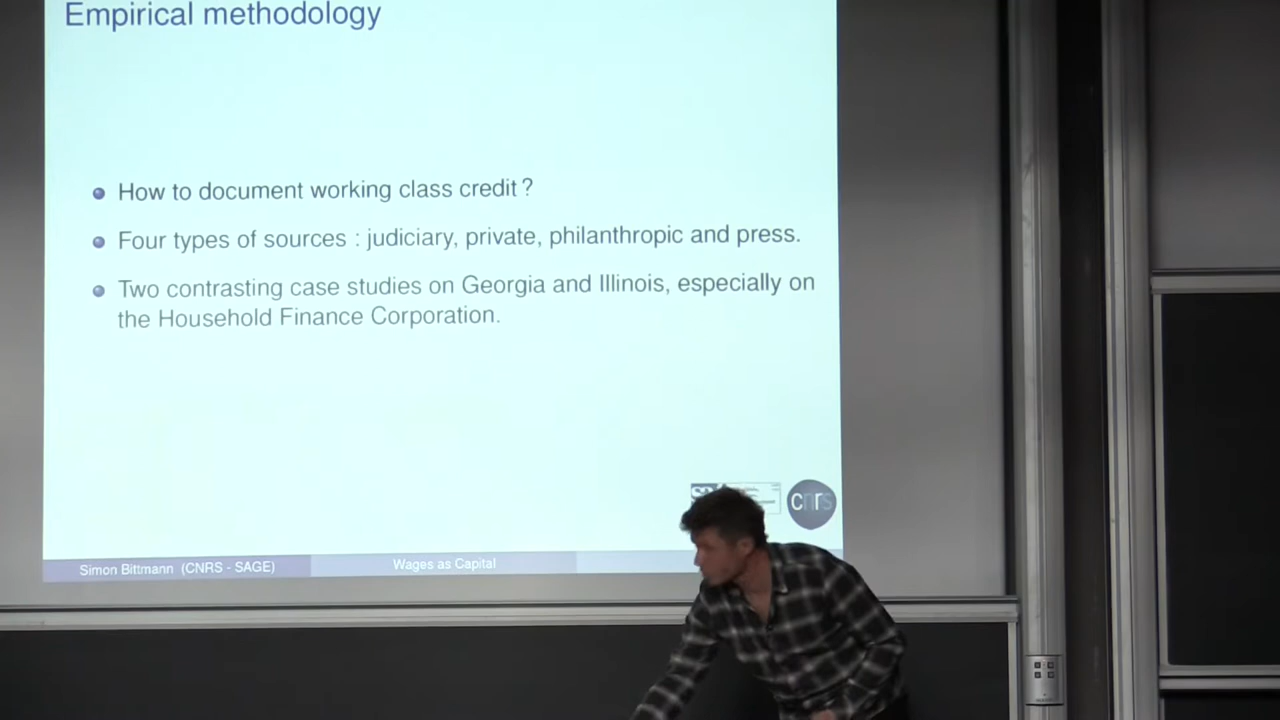 Empirical methodology
How to document working class credit ?
Four types of sources : judiciary, private, philanthropic and press.
Two contrasting case studies on Georgia and Illinois, especially on
the Household Finance Corporation.
cnrs
Simon Bittmann (CNRS - SAGE)
Wages as Capital